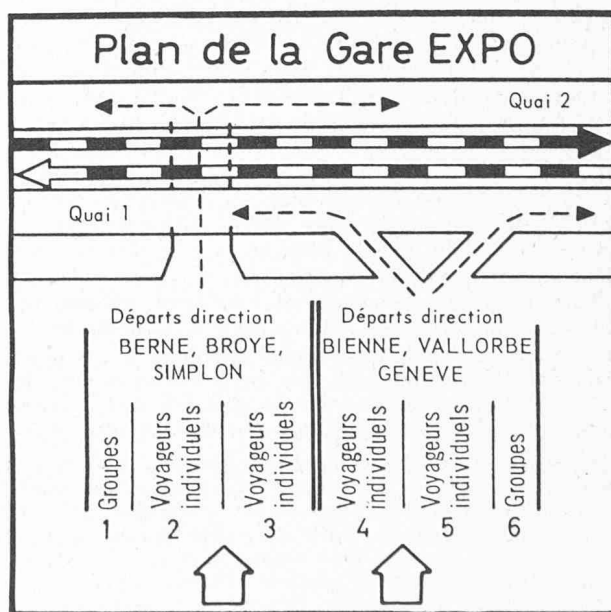 Plan de la Gare EXPO
Quai 2
Quai 1
Départs direction
BERNE, BROYE,
SIMPLON
Départs direction
BIENNE, VALLORBE
GENEVE
Groupes
Voyageurs
individuels
Voyageurs
individuels
Voyageurs
individuels
Voyageurs
individuels
Groupes
1 2 3 4 5 6